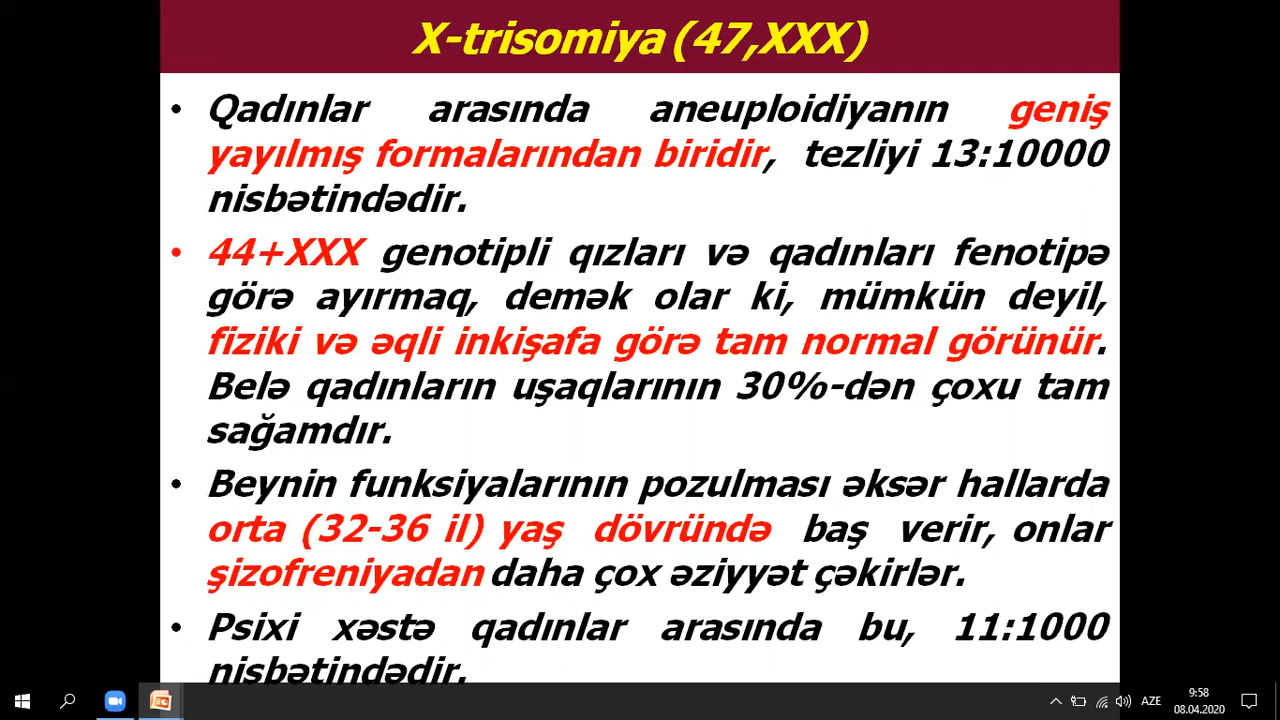 X-trisomiya (47,XXX)
• Qadınlar arasında aneuploidiyanın geniş
yayılmış formalarından biridir, tezliyi 13:10000
nisbətindədir.
• 44+XXX genotipli qızları və qadınları fenotipə
görə ayırmaq, demək olar ki, mümkün deyil,
fiziki və əqli inkişafa görə tam normal görünür.
Belə qadınların uşaqlarının 30%-dən çoxu tam
sağamdır.
• Beynin funksiyalarının pozulması əksər hallarda
orta (32-36 il) yaş dövründə baş verir, onlar
şizofreniyadan daha çox əziyyət çəkirlər.
• Psixi xəstə qadınlar arasında bu, 11:1000
nisbətindədir.
AZE
9:58
08.04.2020